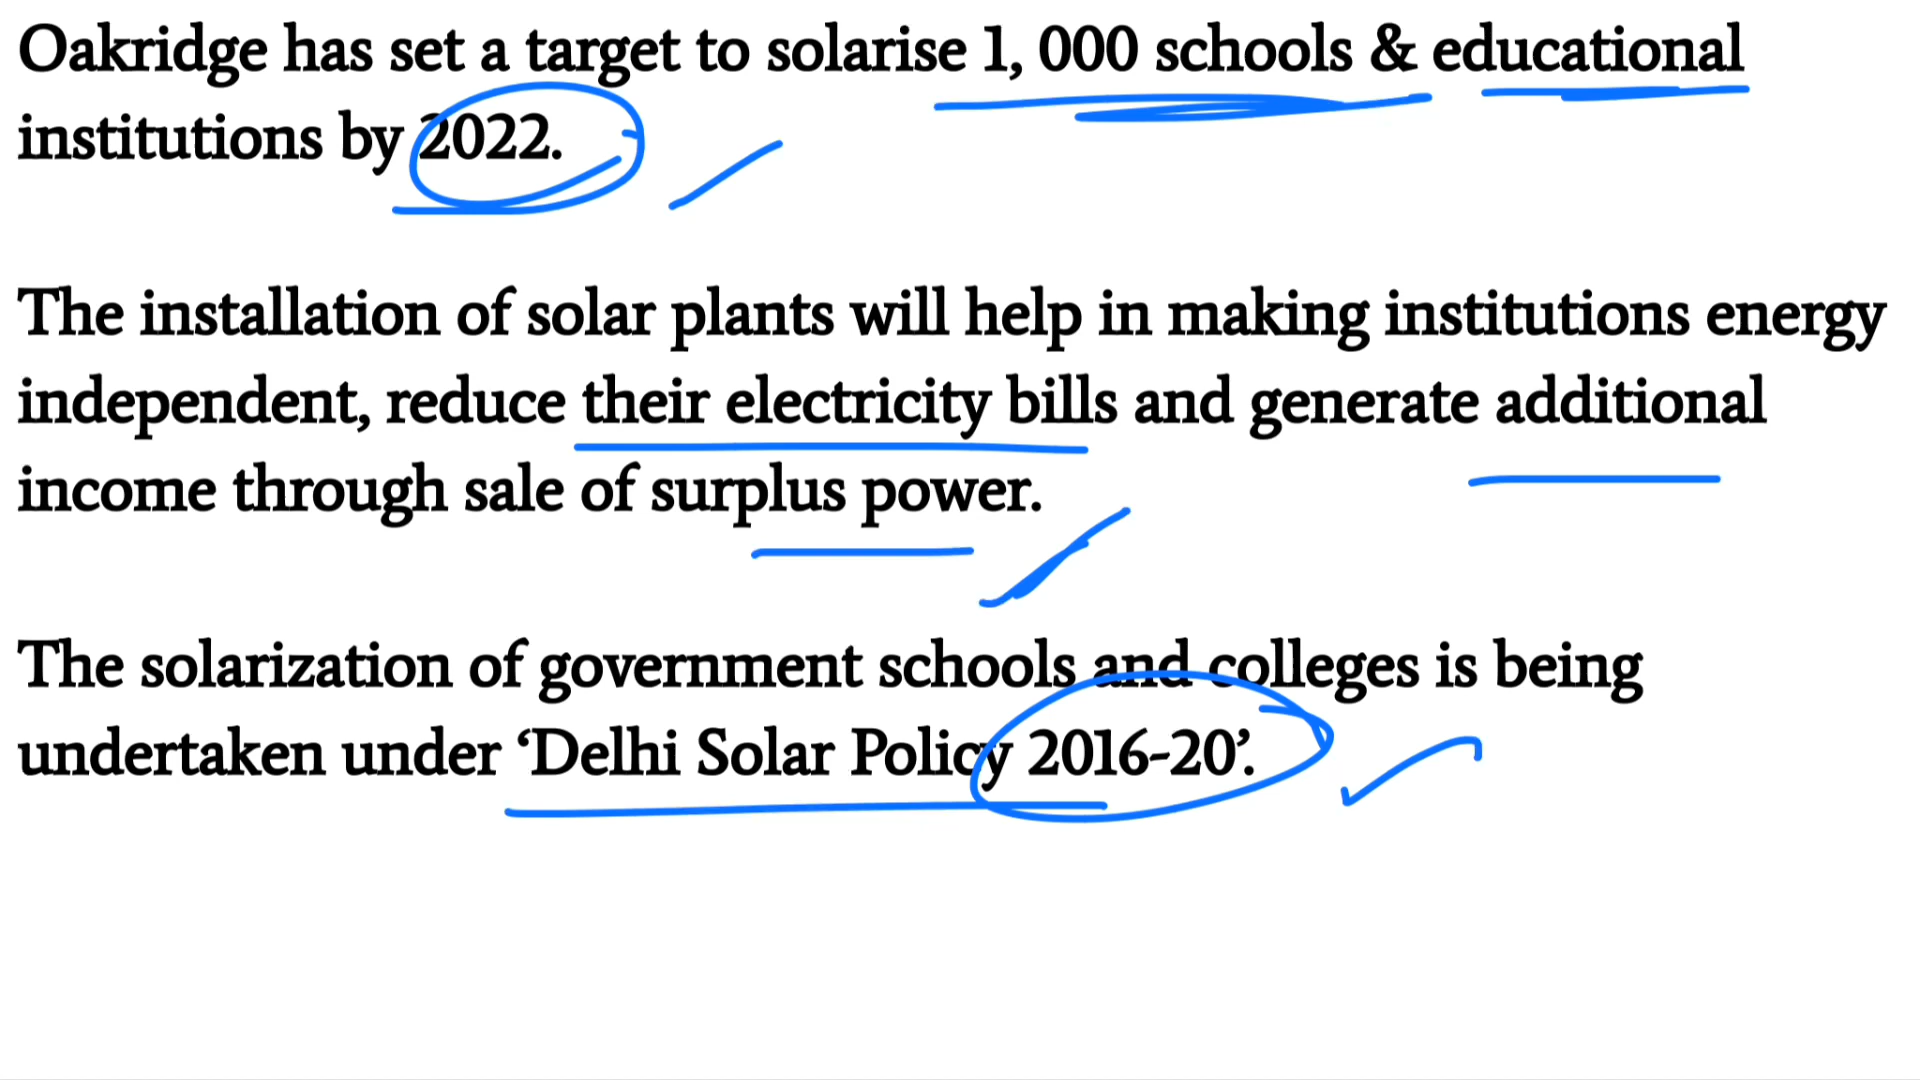 Oakridge has set a target to solarise 1, 000 schools & educational
institutions by 2022.
The installation of solar plants will help in making institutions energy
independent, reduce their electricity bills and generate additional
income through sale of surplus power.
The solarization of government schools and colleges is being
undertaken under ‘Delhi Solar Policy 2016-20’.